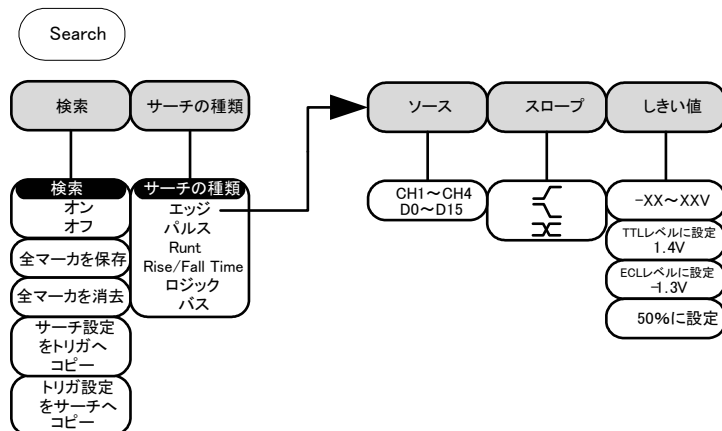 Search
検索
サーチの種類
ソース
スロープ
しきい値
検索
オン
オフ
全マーカを保存
全マーカを消去
サーチ設定
をトリガへ
コピー
トリガ設定
をサーチへ
コピー
サーチの種類
エッジ
パルス
Runt
Rise/Fall Time
ロジック
バス
CH1～CH4
D0～D15
-XX～XXV
TTLレベルに設定
1.4V
ECLレベルに設定
-1.3V
50%に設定